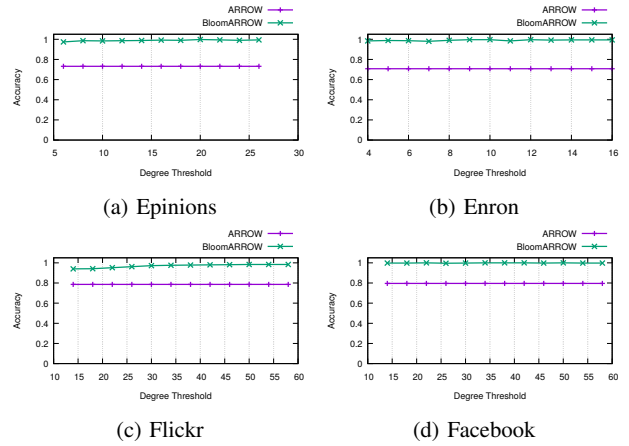 ARROW
BloomARROW
Accuracy
1
0.8
0.6
0.4
0.2
0
5 10 15 20 25 30
Degree Threshold
(a) Epinions
ARROW
BloomARROW
Accuracy
1
0.8
0.6
0.4
0.2
0
4 6 8 10 12 14 16
Degree Threshold
(b) Enron
ARROW
BloomARROW
Accuracy
1
0.8
0.6
0.4
0.2
0
10 15 20 25 30 35 40 45 50 55 60
Degree Threshold
(c) Flickr
ARROW
BloomARROW
Accuracy
1
0.8
0.6
0.4
0.2
0
10 15 20 25 30 35 40 45 50 55 60
Degree Threshold
(d) Facebook